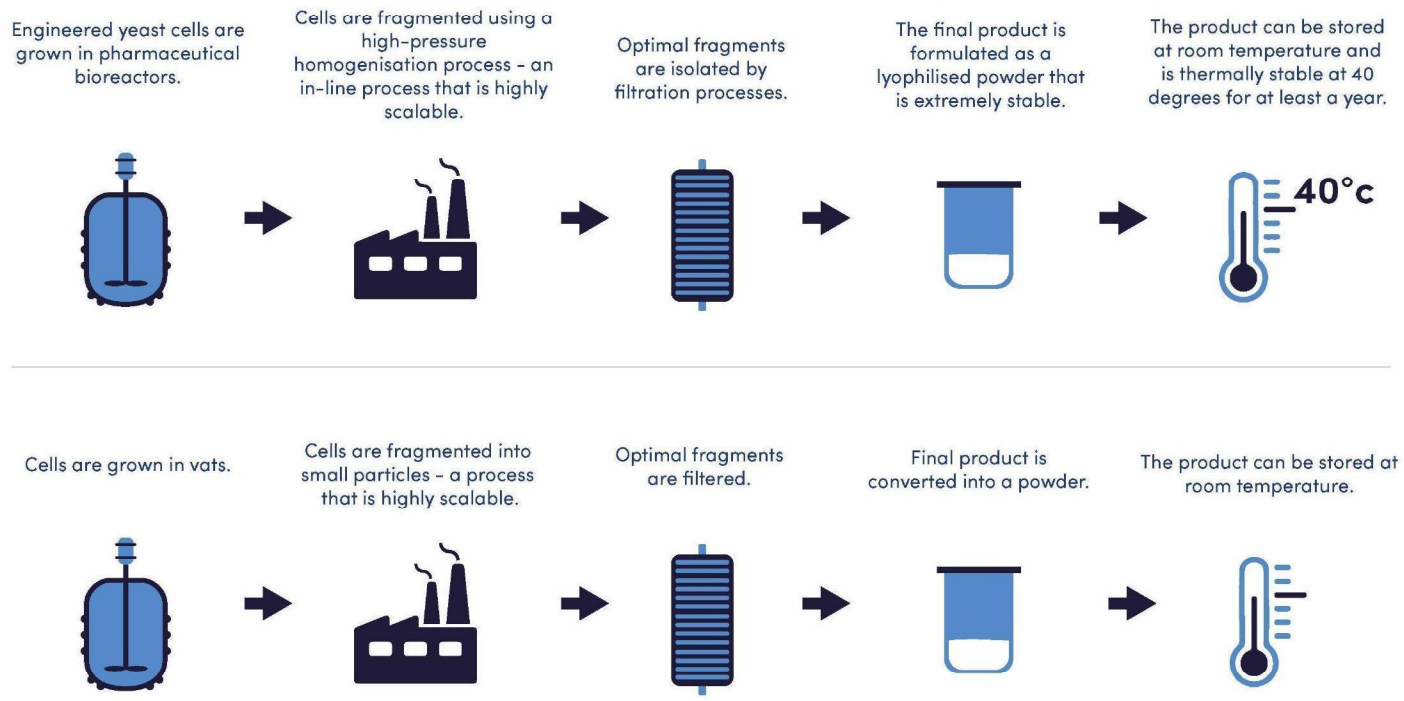 Engineered yeast cells are
grown in pharmaceutical
bioreactors.
Cells are fragmented using a
high-pressure
homogenisation process - an
in-line process that is highly
scalable.
Optimal fragments
are isolated by
filtration processes.
The final product is
formulated as a
lyophilised powder that
is extremely stable.
The product can be stored
at room temperature and
is thermally stable at 40
degrees for at least a year.
40°c
Cells are grown in vats.
Cells are fragmented into
small particles - a process
that is highly scalable.
Optimal fragments
are filtered.
Final product is
converted into a powder.
The product can be stored at
room temperature.